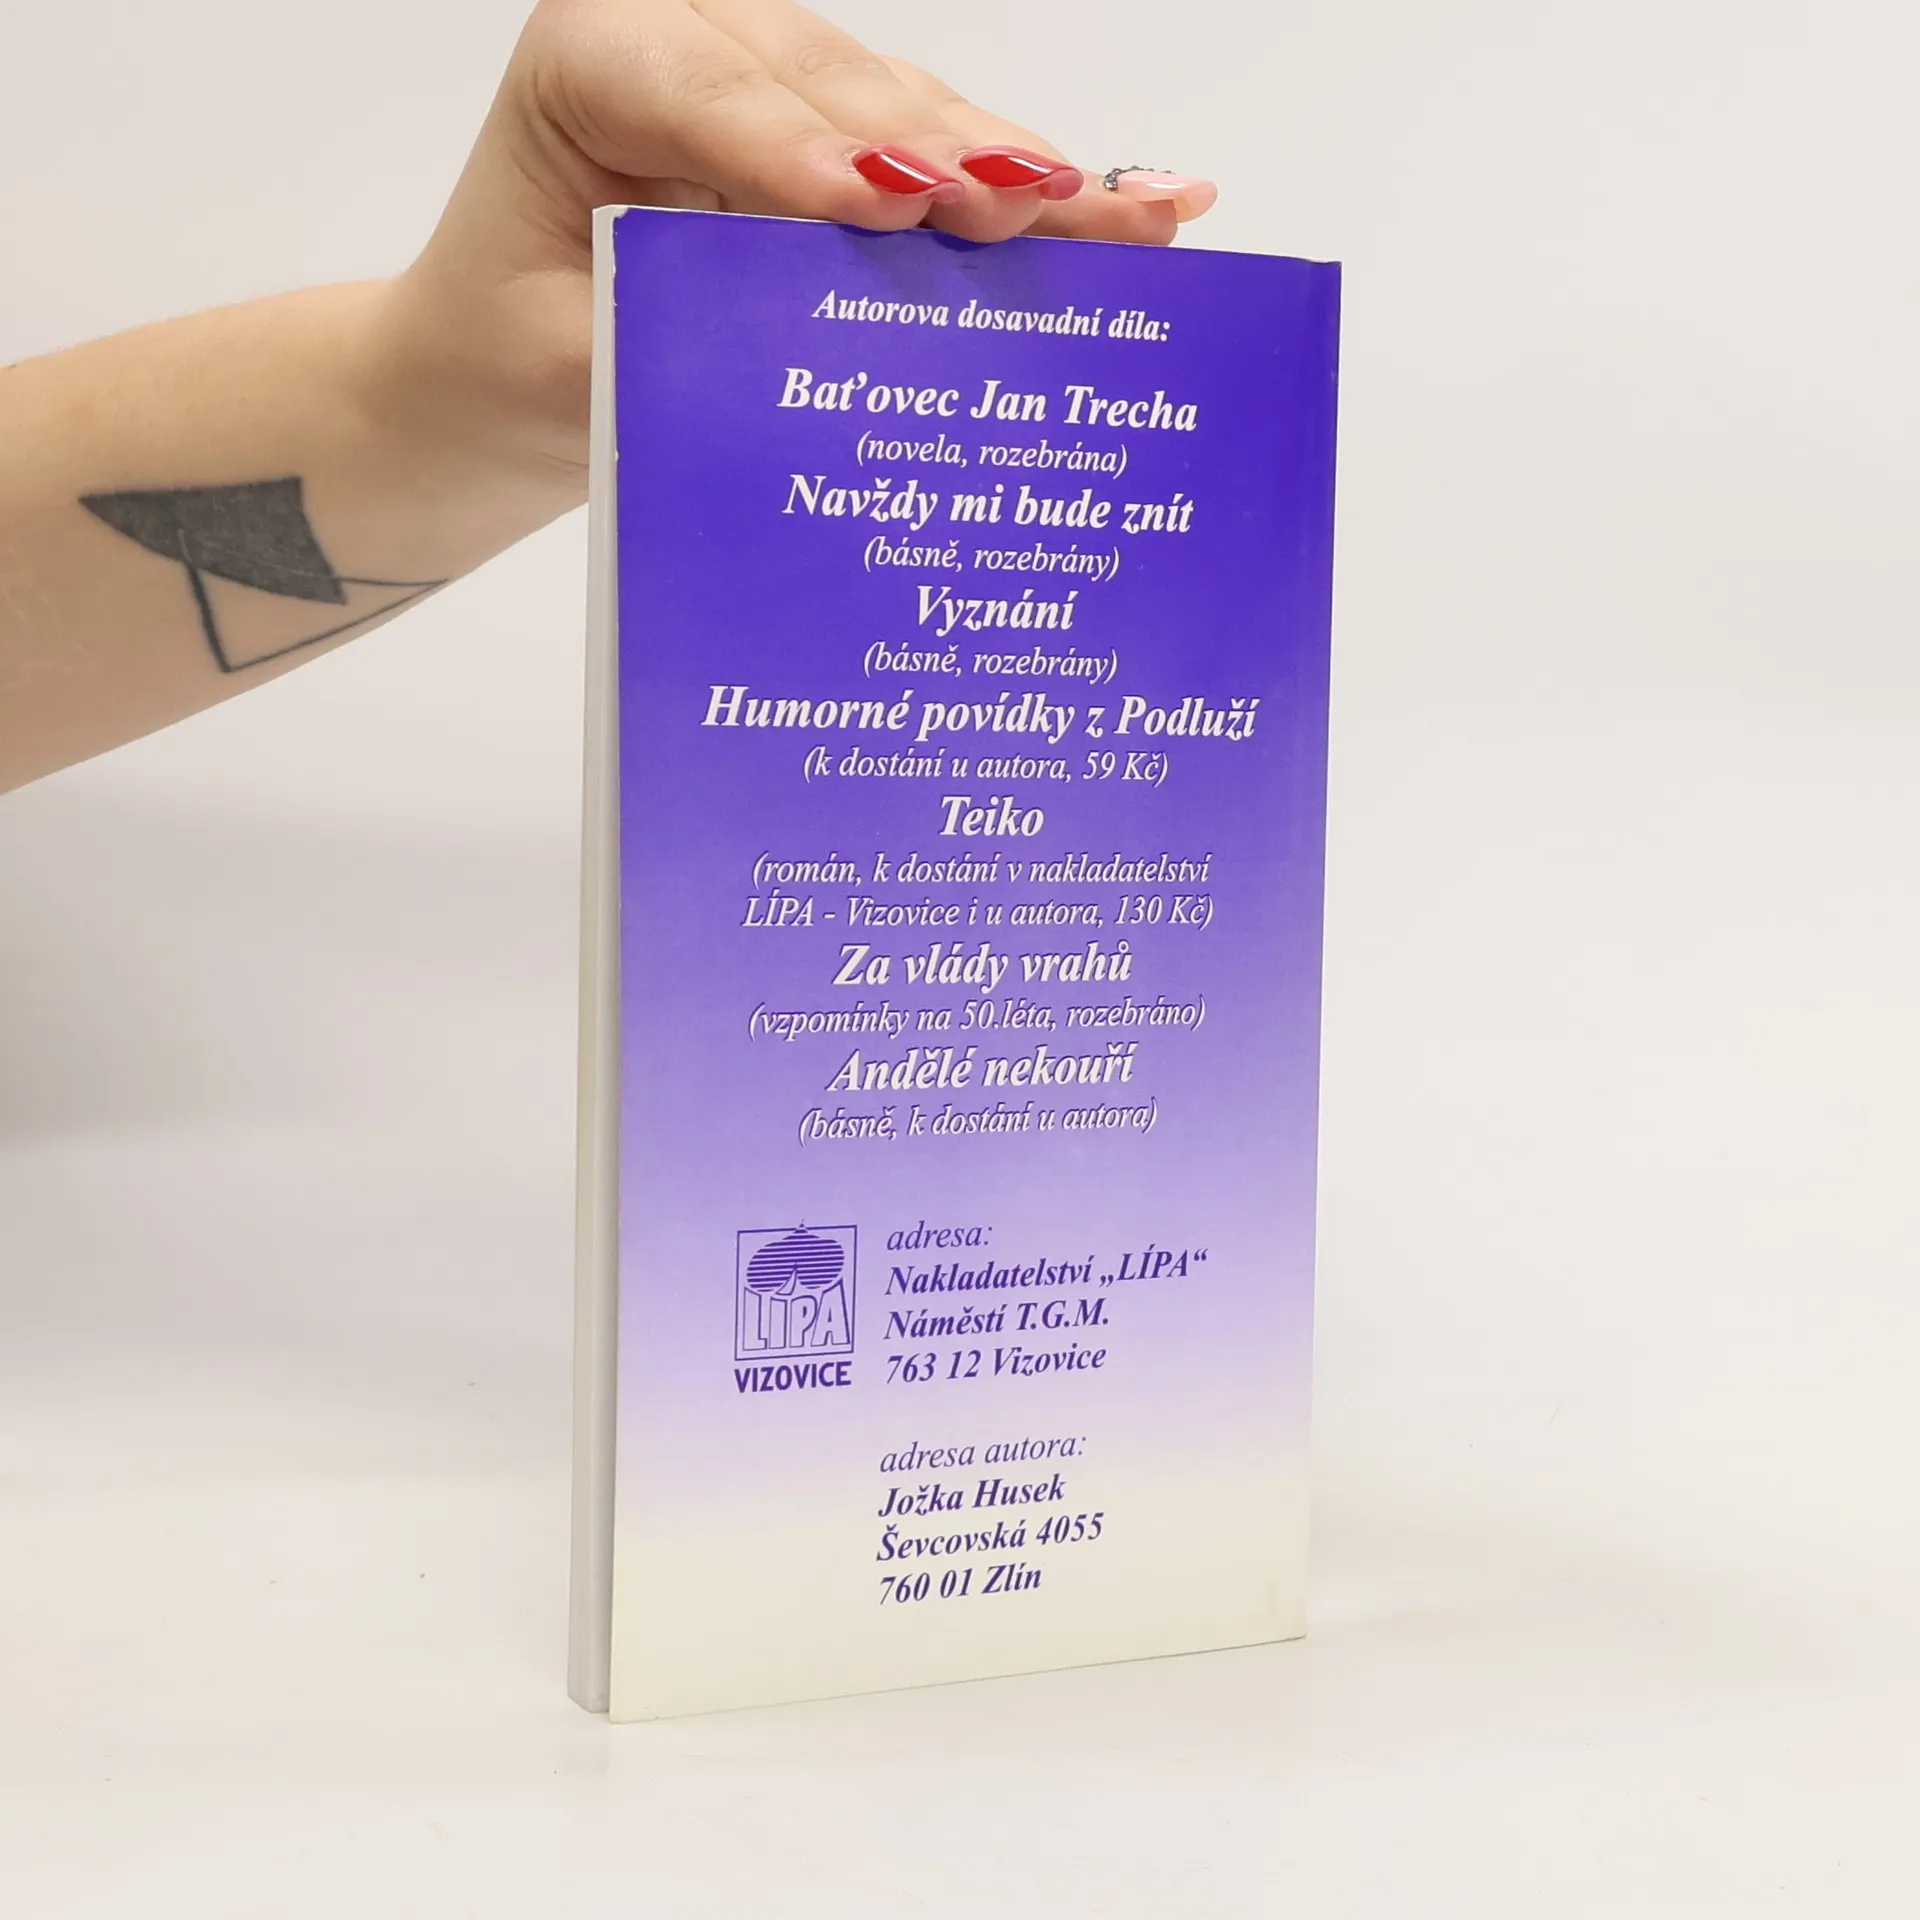 Autorova dosavadní díla:
Baťovec Jan Trecha
(novela, rozebrána)
Navždy mi bude znít
(básně, rozebrány)
Vyznání
(básně, rozebrány)
Humorné povídky z Podluží
(k dostání u autora, 59 Kč)
Teiko
(román, k dostání v nakladatelství
LÍPA - Vizovice i u autora, 130 Kč)
Za vlády vrahů
(vzpomínky na 50.léta, rozebráno)
Andělé nekouří
(básně, k dostání u autora)
LÍPA
VIZOVICE
adresa:
Nakladatelství „LÍPA“
Náměstí T.G.M.
763 12 Vizovice
adresa autora:
Jožka Husek
Ševcovská 4055
760 01 Zlín